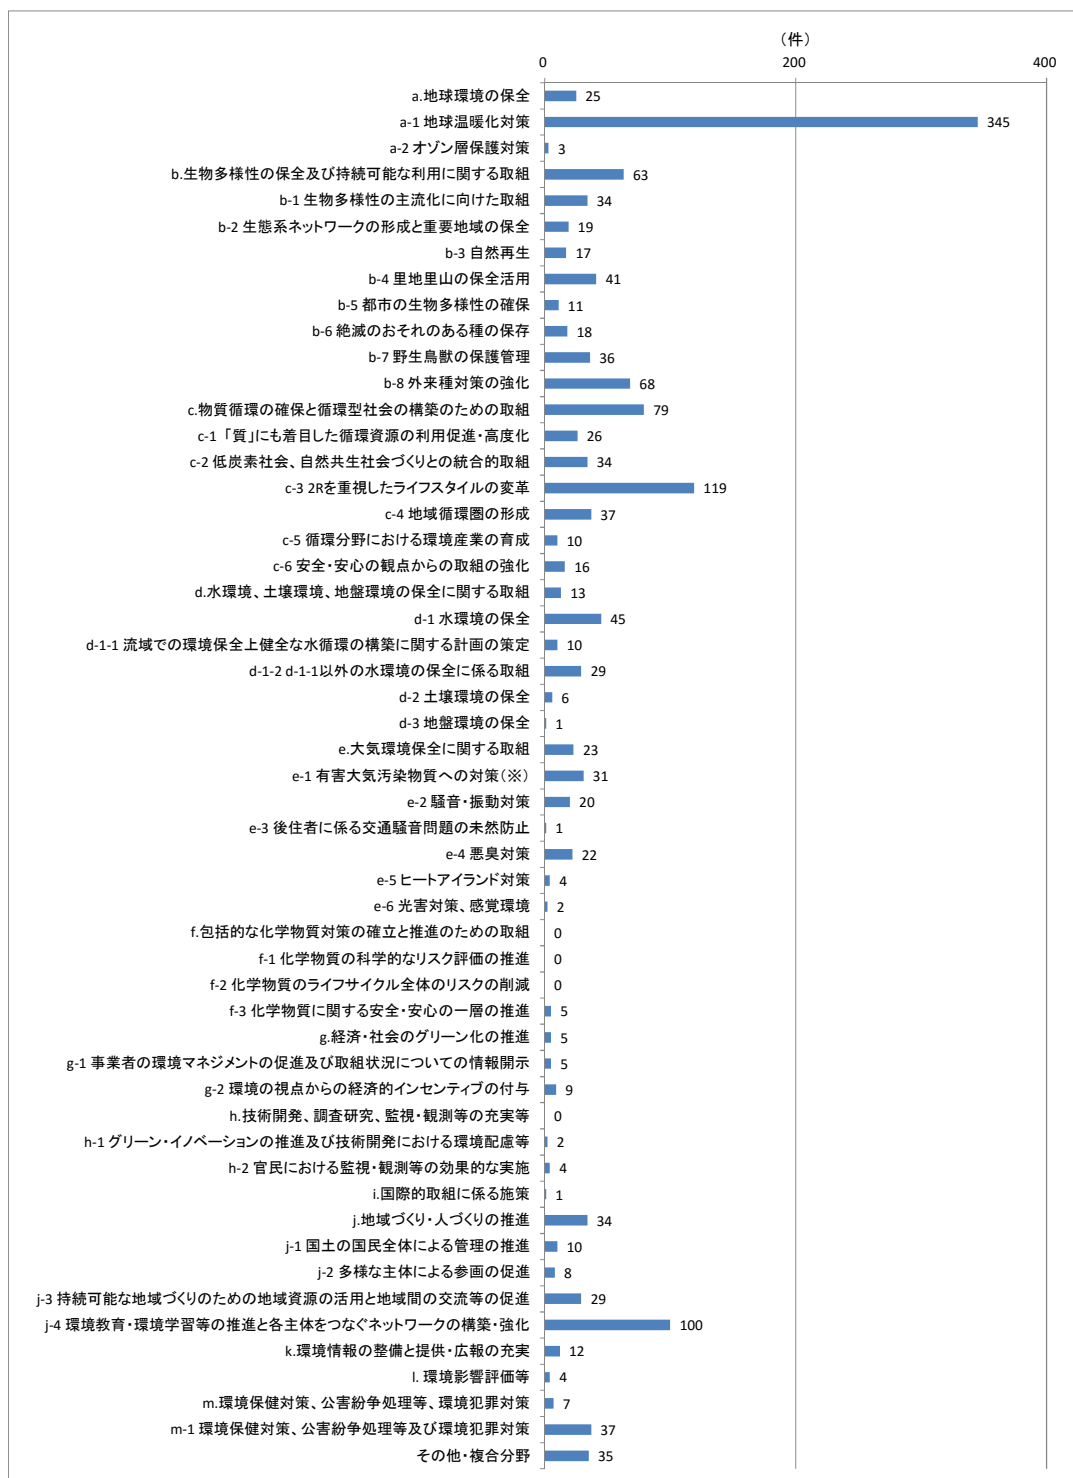 （件）
0 200 400
a.地球環境の保全 25
a-1 地球温暖化対策 345
a-2 オゾン層保護対策 3
b.生物多様性の保全及び持続可能な利用に関する取組 63
b-1 生物多様性の主流化に向けた取組 34
b-2 生態系ネットワークの形成と重要地域の保全 19
b-3 自然再生 17
b-4 里地里山の保全活用 41
b-5 都市の生物多様性の確保 11
b-6 絶滅のおそれのある種の保存 18
b-7 野生鳥獣の保護管理 36
b-8 外来種対策の強化 68
c.物質循環の確保と循環型社会の構築のための取組 79
c-1 「質」にも着目した循環資源の利用促進・高度化 26
c-2 低炭素社会、自然共生社会づくりとの統合的取組 34
c-3 2Rを重視したライフスタイルの変革 119
c-4 地域循環圏の形成 37
c-5 循環分野における環境産業の育成 10
c-6 安全・安心の観点からの取組の強化 16
d.水環境、土壌環境、地盤環境の保全に関する取組 13
d-1 水環境の保全 45
d-1-1 流域での環境保全上健全な水循環の構築に関する計画の策定 10
d-1-2 d-1-1以外の水環境の保全に係る取組 29
d-2 土壌環境の保全 6
d-3 地盤環境の保全 1
e.大気環境保全に関する取組 23
e-1 有害大気汚染物質への対策（※） 31
e-2 騒音・振動対策 20
e-3 後住者に係る交通騒音問題の未然防止 1
e-4 悪臭対策 22
e-5 ヒートアイランド対策 4
e-6 光害対策、感覚環境 2
f.包括的な化学物質対策の確立と推進のための取組 0
f-1 化学物質の科学的なリスク評価の推進 0
f-2 化学物質のライフサイクル全体のリスクの削減 0
f-3 化学物質に関する安全・安心の一層の推進 5
g.経済・社会のグリーン化の推進 5
g-1 事業者の環境マネジメントの促進及び取組状況についての情報開示 5
g-2 環境の視点からの経済的インセンティブの付与 9
h.技術開発、調査研究、監視・観測等の充実等 0
h-1 グリーン・イノベーションの推進及び技術開発における環境配慮等 2
h-2 官民における監視・観測等の効果的な実施 4
i.国際的取組に係る施策 1
j.地域づくり・人づくりの推進 34
j-1 国土の国民全体による管理の推進 10
j-2 多様な主体による参画の促進 8
j-3 持続可能な地域づくりのための地域資源の活用と地域間の交流等の促進 29
j-4 環境教育・環境学習等の推進と各主体をつなぐネットワークの構築・強化 100
k.環境情報の整備と提供・広報の充実 12
l. 環境影響評価等 4
m.環境保健対策、公害紛争処理等、環境犯罪対策 7
m-1 環境保健対策、公害紛争処理等及び環境犯罪対策 37
その他・複合分野 35